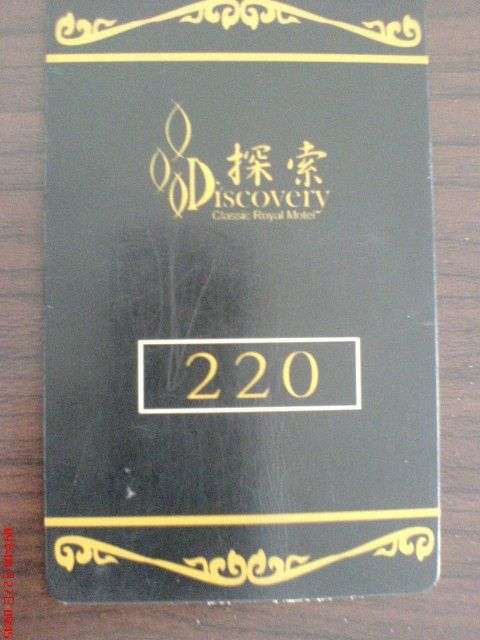 探索
Discovery
Classic Royal Motel
220